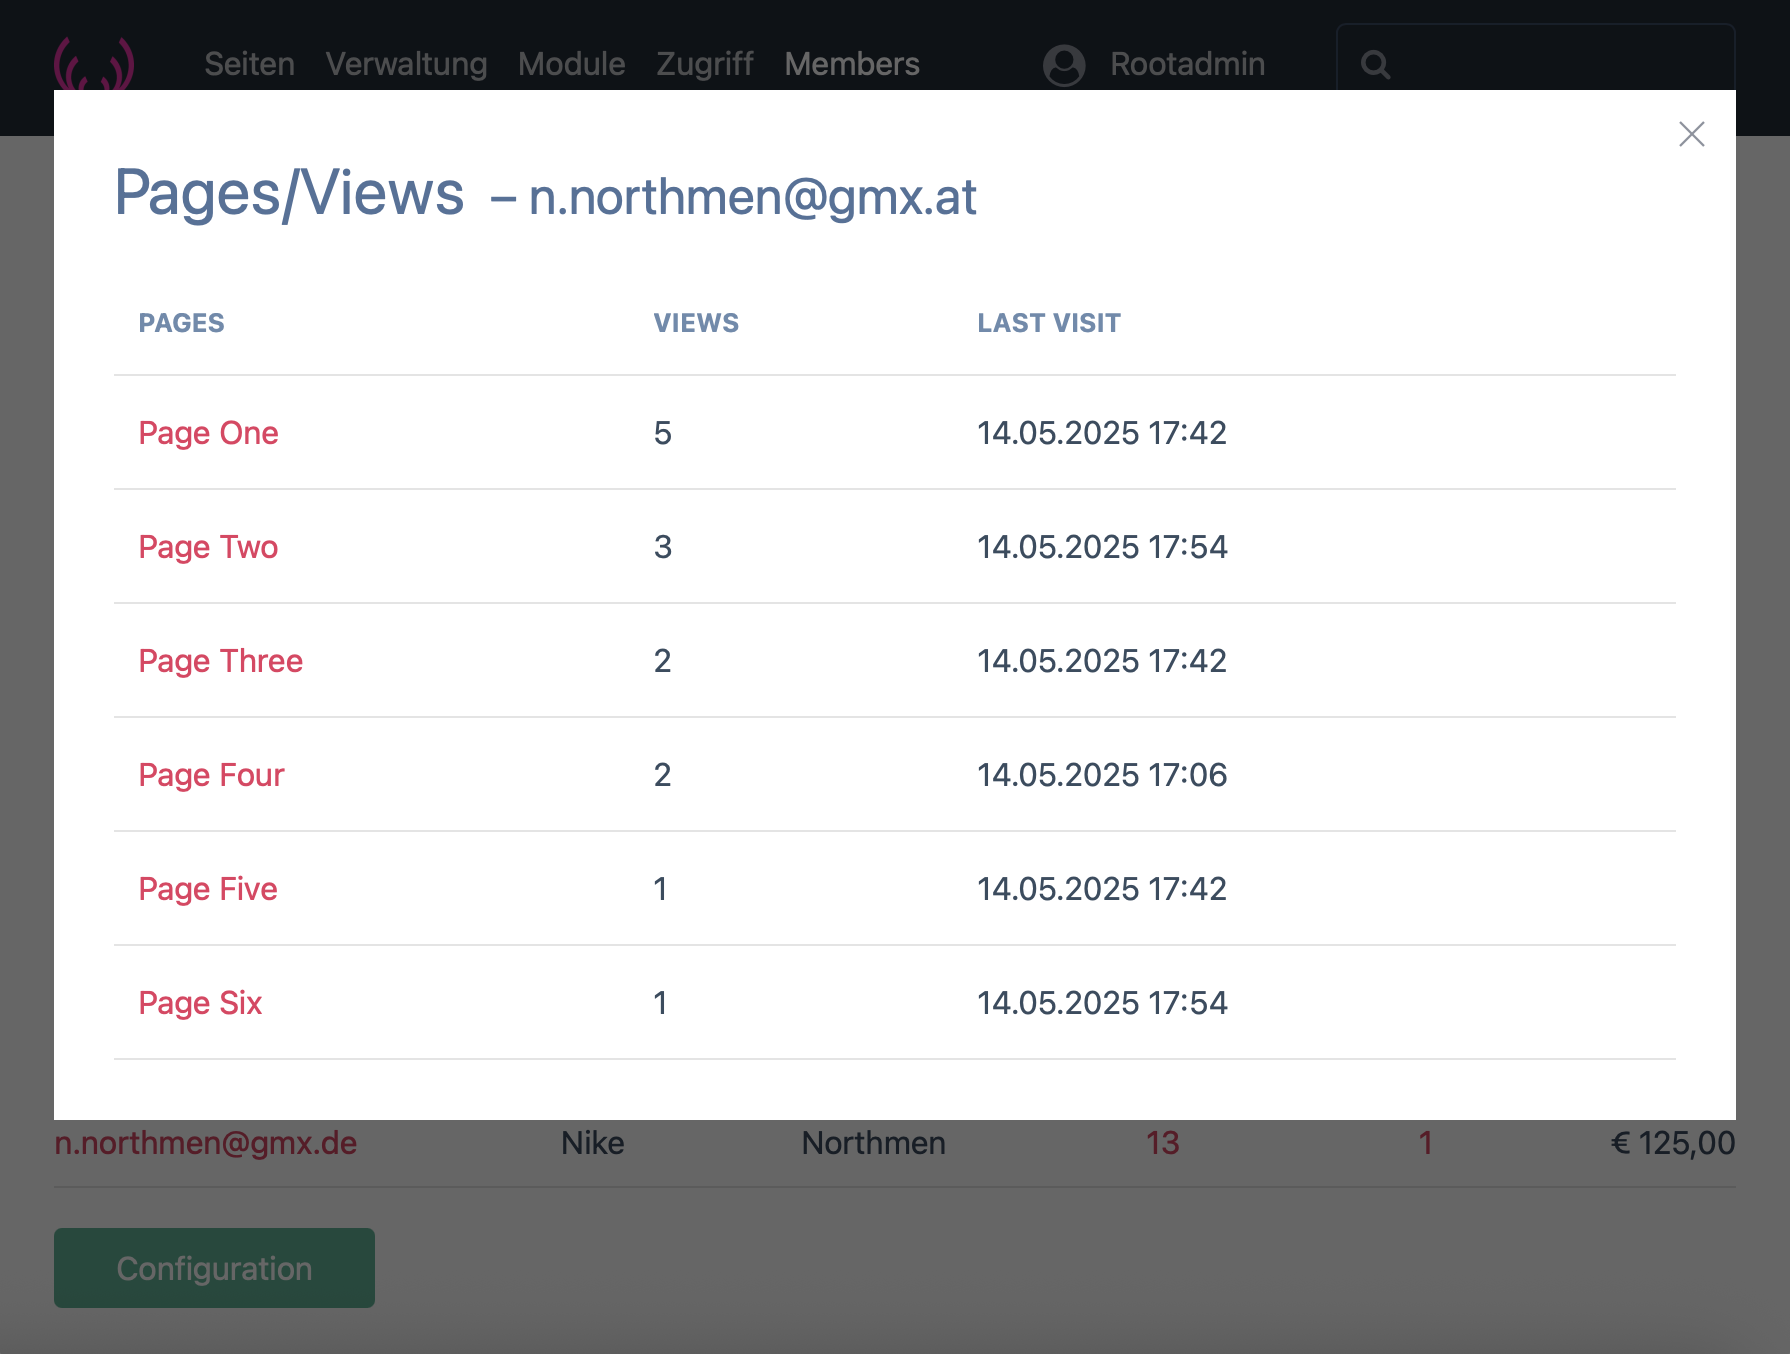 Seiten Verwaltung Module Zugriff Members Rootadmin
Pages/Views – n.northmen@gmx.at
PAGES VIEWS LAST VISIT
Page One 5 14.05.2025 17:42
Page Two 3 14.05.2025 17:54
Page Three 2 14.05.2025 17:42
Page Four 2 14.05.2025 17:06
Page Five 1 14.05.2025 17:42
Page Six 1 14.05.2025 17:54
n.northmen@gmx.de Nike Northmen 13 1 € 125,00
Configuration